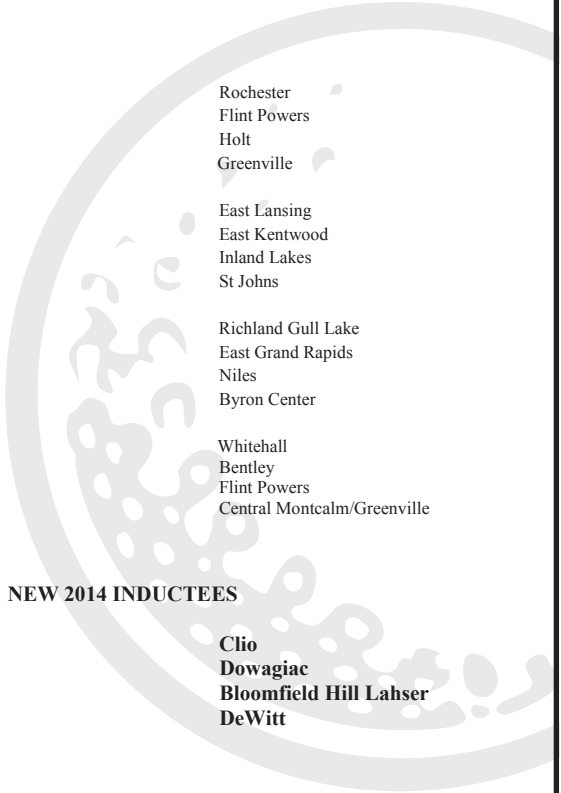 Rochester
Flint Powers
Holt
Greenville
East Lansing
East Kentwood
Inland Lakes
St Johns
Richland Gull Lake
East Grand Rapids
Niles
Byron Center
Whitehall
Bentley
Flint Powers
Central Montcalm/Greenville
NEW 2014 INDUCTEES
Clio
Dowagiac
Bloomfield Hill Lahser
DeWitt